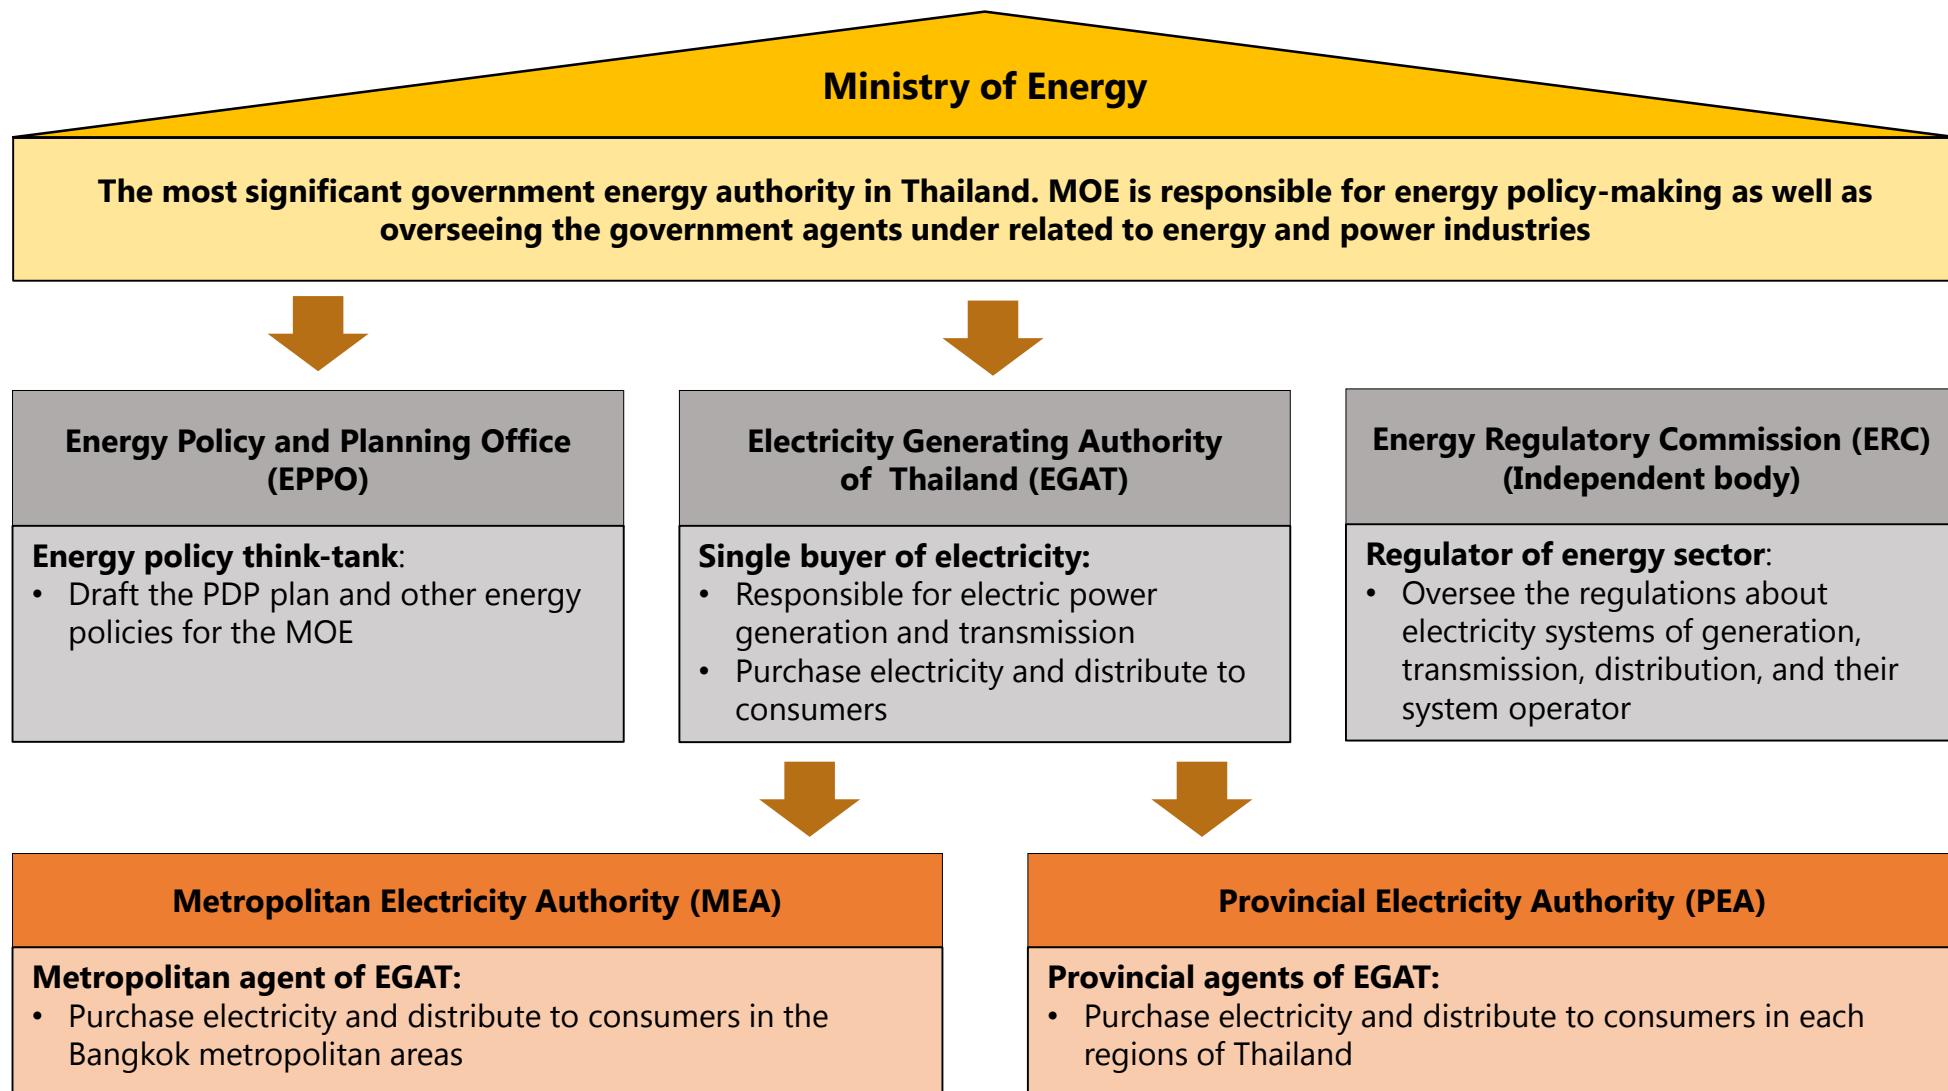 Ministry of Energy
The most significant government energy authority in Thailand. MOE is responsible for energy policy-making as well as
overseeing the government agents under related to energy and power industries
Energy Policy and Planning Office
(EPPO)
Energy policy think-tank:
• Draft the PDP plan and other energy
policies for the MOE
Electricity Generating Authority
of Thailand (EGAT)
Single buyer of electricity:
• Responsible for electric power
generation and transmission
• Purchase electricity and distribute to
consumers
Energy Regulatory Commission (ERC)
(Independent body)
Regulator of energy sector:
• Oversee the regulations about
electricity systems of generation,
transmission, distribution, and their
system operator
Metropolitan Electricity Authority (MEA)
Metropolitan agent of EGAT:
• Purchase electricity and distribute to consumers in the
Bangkok metropolitan areas
Provincial Electricity Authority (PEA)
Provincial agents of EGAT:
• Purchase electricity and distribute to consumers in each
regions of Thailand